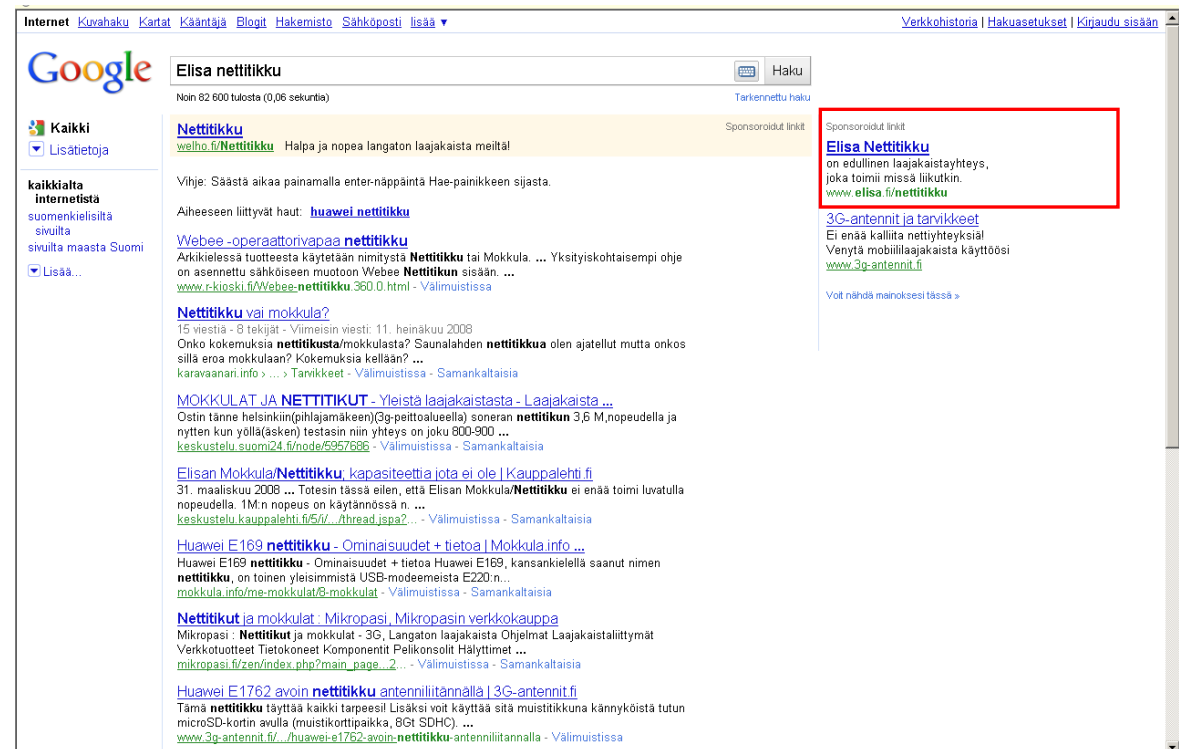 Internet Kuvahaku Kartat Kääntäjä Blogit Hakemisto Sähköposti lisää ▼
Verkkohistoria | Hakuasetukset | Kirjaudu sisään
Google
Elisa nettitikku
Haku
Noin 82 600 tulosta (0,06 sekuntia)
Tarkennettu haku
Kaikki
Lisätietoja
kaikkialta
internetistä
suomenkielisiltä
sivuilta
sivuilta maasta Suomi
Lisää...
Nettitikku
Sponsoroidut linkit
welho.fi/Nettitikku Halpa ja nopea langaton laajakaista meiltä!
Vihje: Säästä aikaa painamalla enter-näppäintä Hae-painikkeen sijasta.
Aiheeseen liittyvät haut: huawei nettitikku
Webee -operaattorivapaa nettitikku
Arkikielessä tuotteesta käytetään nimitystä Nettitikku tai Mokkula. ... Yksityiskohtaisempi ohje
on asennettu sähköiseen muotoon Webee Nettitikun sisään. ...
www.r-kioski.fi/Webee-nettitikku.360.0.html - Välimuistissa
Nettitikku vai mokkula?
15 viestiä - 8 tekijät - Viimeisin viesti: 11. heinäkuu 2008
Onko kokemuksia nettitikusta/mokkulasta? Saunalahden nettitikkua olen ajatellut mutta onkos
sillä eroa mokkulaan? Kokemuksia kellään? ...
karavaanari.info › ... › Tarvikkeet - Välimuistissa - Samankaltaisia
MOKKULAT JA NETTITIKUT - Yleistä laajakaistasta - Laajakaista ...
Ostin tänne helsinkiin(pihlajamäkeen)(3g-peittoalueella) soneran nettitikun 3,6 M,nopeudella ja
nytten kun yöllä(äsken) testasin niin yhteys on joku 800-900 ...
keskustelu.suomi24.fi/node/5957686 - Välimuistissa - Samankaltaisia
Elisan Mokkula/Nettitikku; kapasiteettia jota ei ole | Kauppalehti.fi
31. maaliskuu 2008 ... Totesin tässä eilen, että Elisan Mokkula/Nettitikku ei enää toimi luvatulla
nopeudella. 1M:n nopeus on käytännössä n. ...
keskustelu.kauppalehti.fi/5/i/.../thread.jspa?... - Välimuistissa - Samankaltaisia
Huawei E169 nettitikku - Ominaisuudet + tietoa | Mokkula.info ...
Huawei E169 nettitikku - Ominaisuudet + tietoa Huawei E169, kansankielellä saanut nimen
nettitikku, on toinen yleisimmistä USB-modeemeista E220:n...
mokkula.info/me-mokkulat/8-mokkulat - Välimuistissa - Samankaltaisia
Nettitikut ja mokkulat : Mikropasi, Mikropasin verkkokauppa
Mikropasi : Nettitikut ja mokkulat - 3G, Langaton laajakaista Ohjelmat Laajakaistaliittymät
Verkkotuotteet Tietokoneet Komponentit Pelikonsolit Hälyttimet ...
mikropasi.fi/zen/index.php?main_page...2... - Välimuistissa - Samankaltaisia
Huawei E1762 avoin nettitikku antenniliitännällä | 3G-antennit.fi
Tämä nettitikku täyttää kaikki tarpeesi! Lisäksi voit käyttää sitä muistitikkuna kännyköistä tutun
microSD-kortin avulla (muistikorttipaikka, 8Gt SDHC). ...
www.3g-antennit.fi/.../huawei-e1762-avoin-nettitikku-antenniliitannalla - Välimuistissa
Sponsoroidut linkit
Elisa Nettitikku
on edullinen laajakaistayhteys,
joka toimii missä liikutkin.
www.elisa.fi/nettitikku
3G-antennit ja tarvikkeet
Ei enää kalliita nettiyhteyksiä!
Venytä mobiililaajakaista käyttöösi
www.3g-antennit.fi
Voit nähdä mainoksesi tässä »